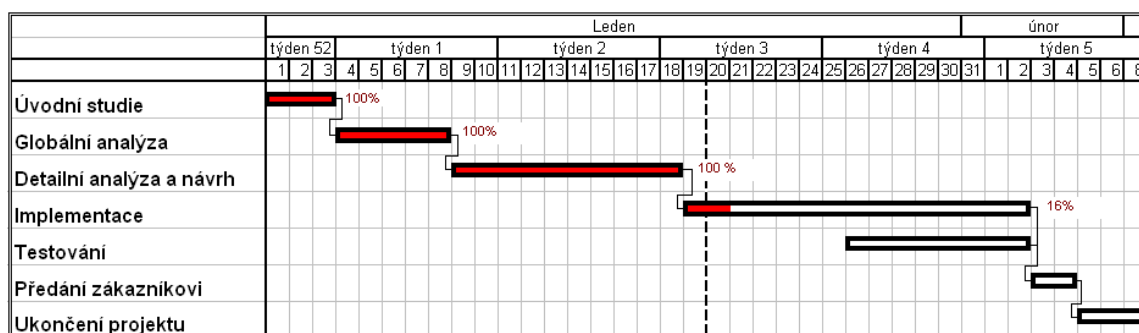 Leden únor
týden 52 týden 1 týden 2 týden 3 týden 4 týden 5
1 2 3 4 5 6 7 8 9 10 11 12 13 14 15 16 17 18 19 20 21 22 23 24 25 26 27 28 29 30 31 1 2 3 4 5 6
Úvodní studie 100%
Globální analýza 100%
Detailní analýza a návrh 100 %
Implementace 16%
Testování
Předání zákazníkovi
Ukončení projektu